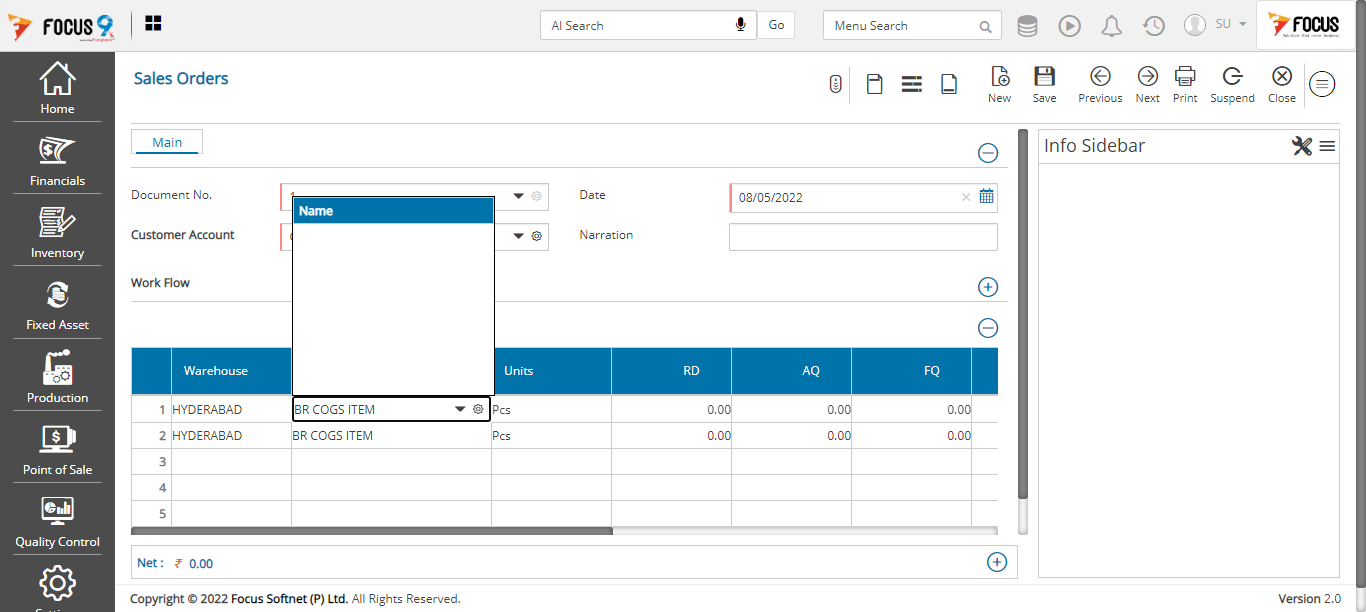 FOCUS 9
AI Search
Go
Menu Search
SU
FOCUS
Home
Financials
Inventory
Fixed Asset
Production
Point of Sale
Quality Control
Sales Orders
New
Save
Previous
Next
Print
Suspend
Close
Main
Document No.
Date
08/05/2022
Customer Account
Narration
Name
Work Flow
Warehouse
Units
RD
AQ
FQ
1 HYDERABAD BR COGS ITEM Pcs 0.00 0.00 0.00
2 HYDERABAD BR COGS ITEM Pcs 0.00 0.00 0.00
3
4
5
Net : ₹ 0.00
Info Sidebar
Copyright © 2022 Focus Softnet (P) Ltd. All Rights Reserved.
Version 2.0